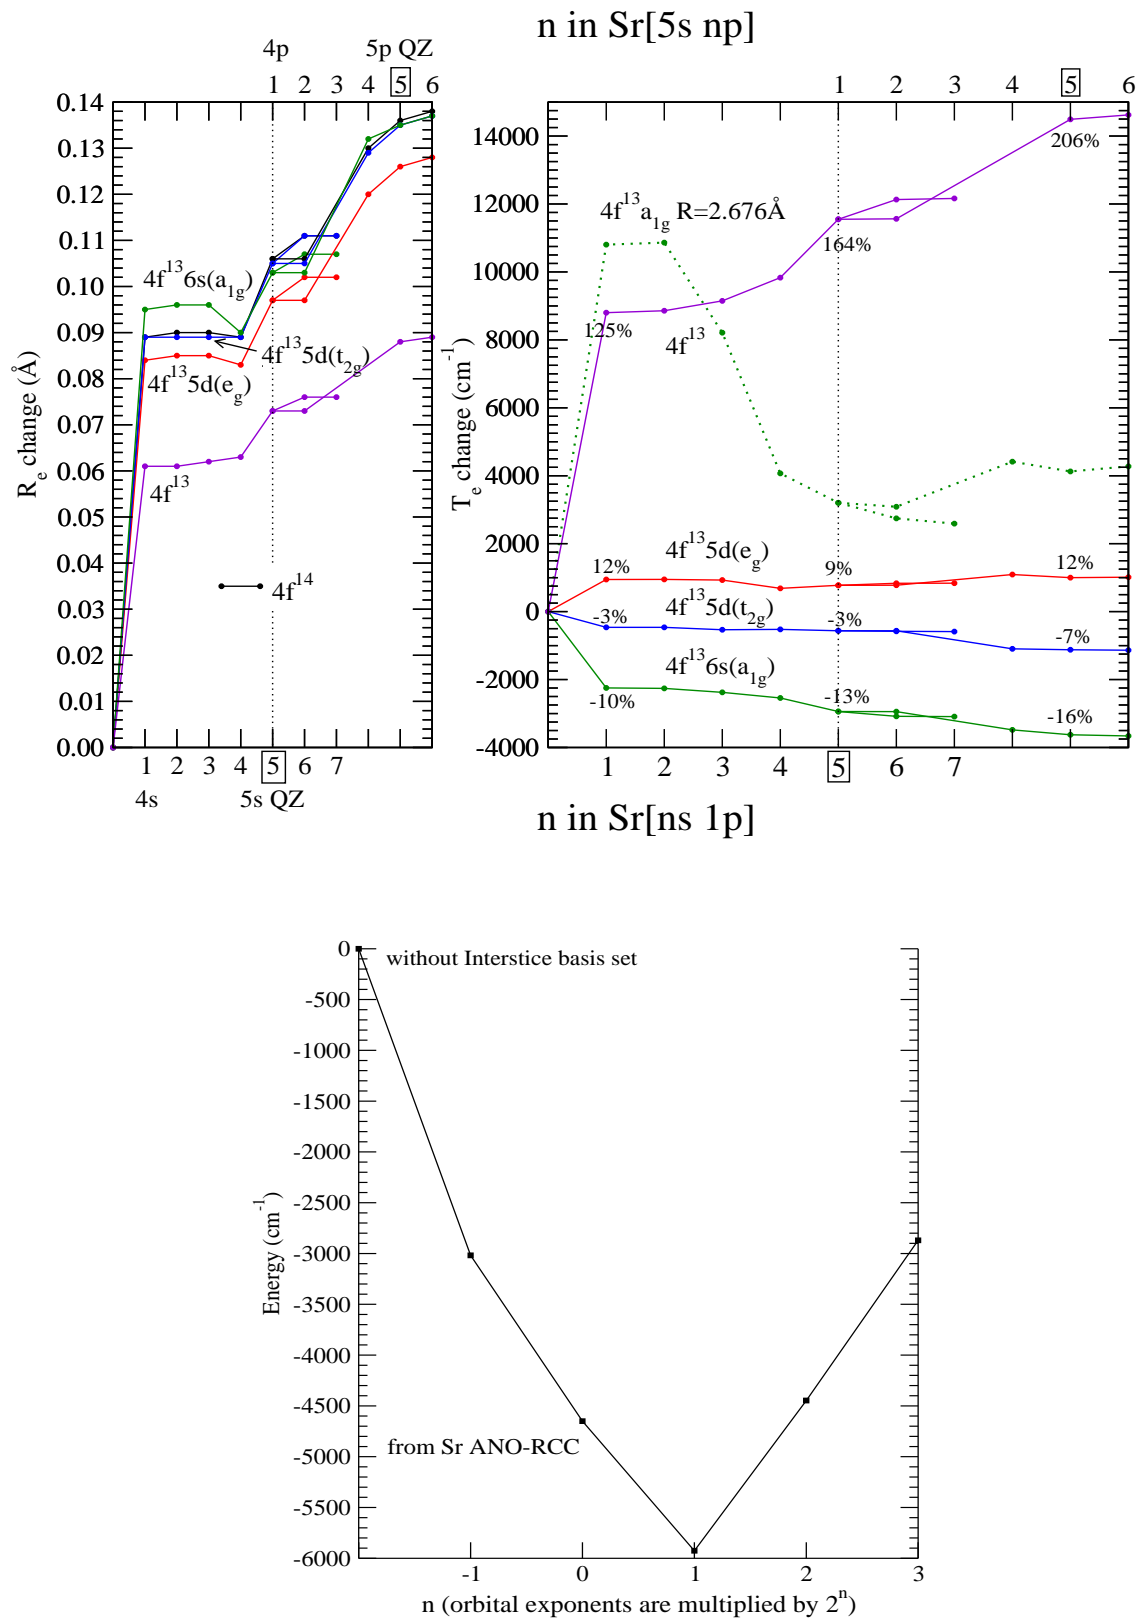 n in Sr[5s np]
4p 5p QZ
1 2 3 4 5 6
1 2 3 4 5 6
0.14
0.13
0.12
0.11
0.10
0.09
0.08
0.07
0.06
0.05
0.04
0.03
0.02
0.01
0.00
R_e change (Å)
4f^13 6s(a_1g)
4f^13 5d(t_2g)
4f^13 5d(e_g)
4f^13
4f^14
1 2 3 4 5 6 7
4s 5s QZ
14000
12000
10000
8000
6000
4000
2000
0
-2000
-4000
T_e change (cm^-1)
206%
4f^13 a_1g R=2.676Å
164%
125%
4f^13
4f^13 5d(e_g)
12% 9% 12%
4f^13 5d(t_2g)
-3% -3% -7%
4f^13 6s(a_1g)
-10% -13% -16%
1 2 3 4 5 6 7
n in Sr[ns 1p]
0
-500
-1000
-1500
-2000
-2500
-3000
-3500
-4000
-4500
-5000
-5500
-6000
Energy (cm^-1)
without Interstice basis set
from Sr ANO-RCC
-1 0 1 2 3
n (orbital exponents are multiplied by 2^n)